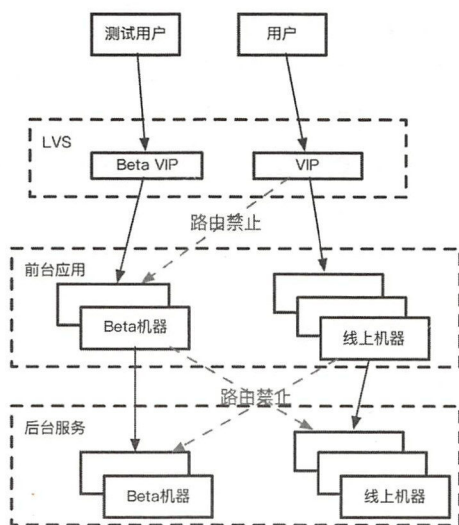 测试用户
用户
LVS
Beta VIP
VIP
路由禁止
前台应用
Beta机器
线上机器
路由禁止
后台服务
Beta机器
线上机器